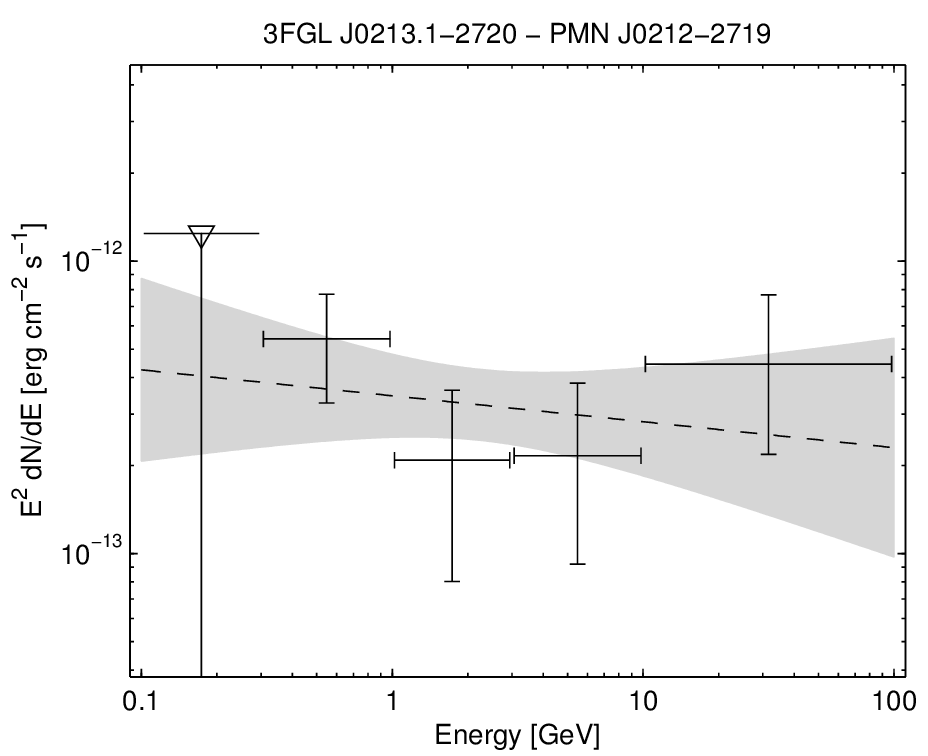 3FGL J0213.1−2720 − PMN J0212−2719
E² dN/dE [erg cm⁻² s⁻¹]
10⁻¹²
10⁻¹³
0.1 1 10 100
Energy [GeV]